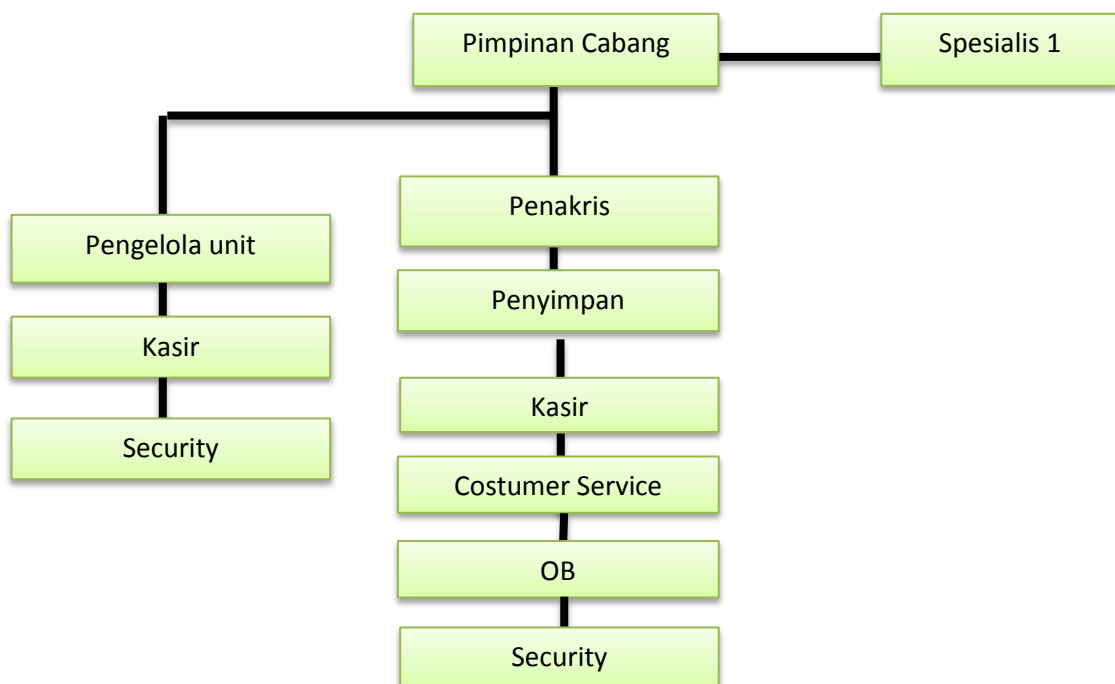 Pimpinan Cabang
Spesialis 1
Pengelola unit
Kasir
Security
Penakris
Penyimpan
Kasir
Costumer Service
OB
Security